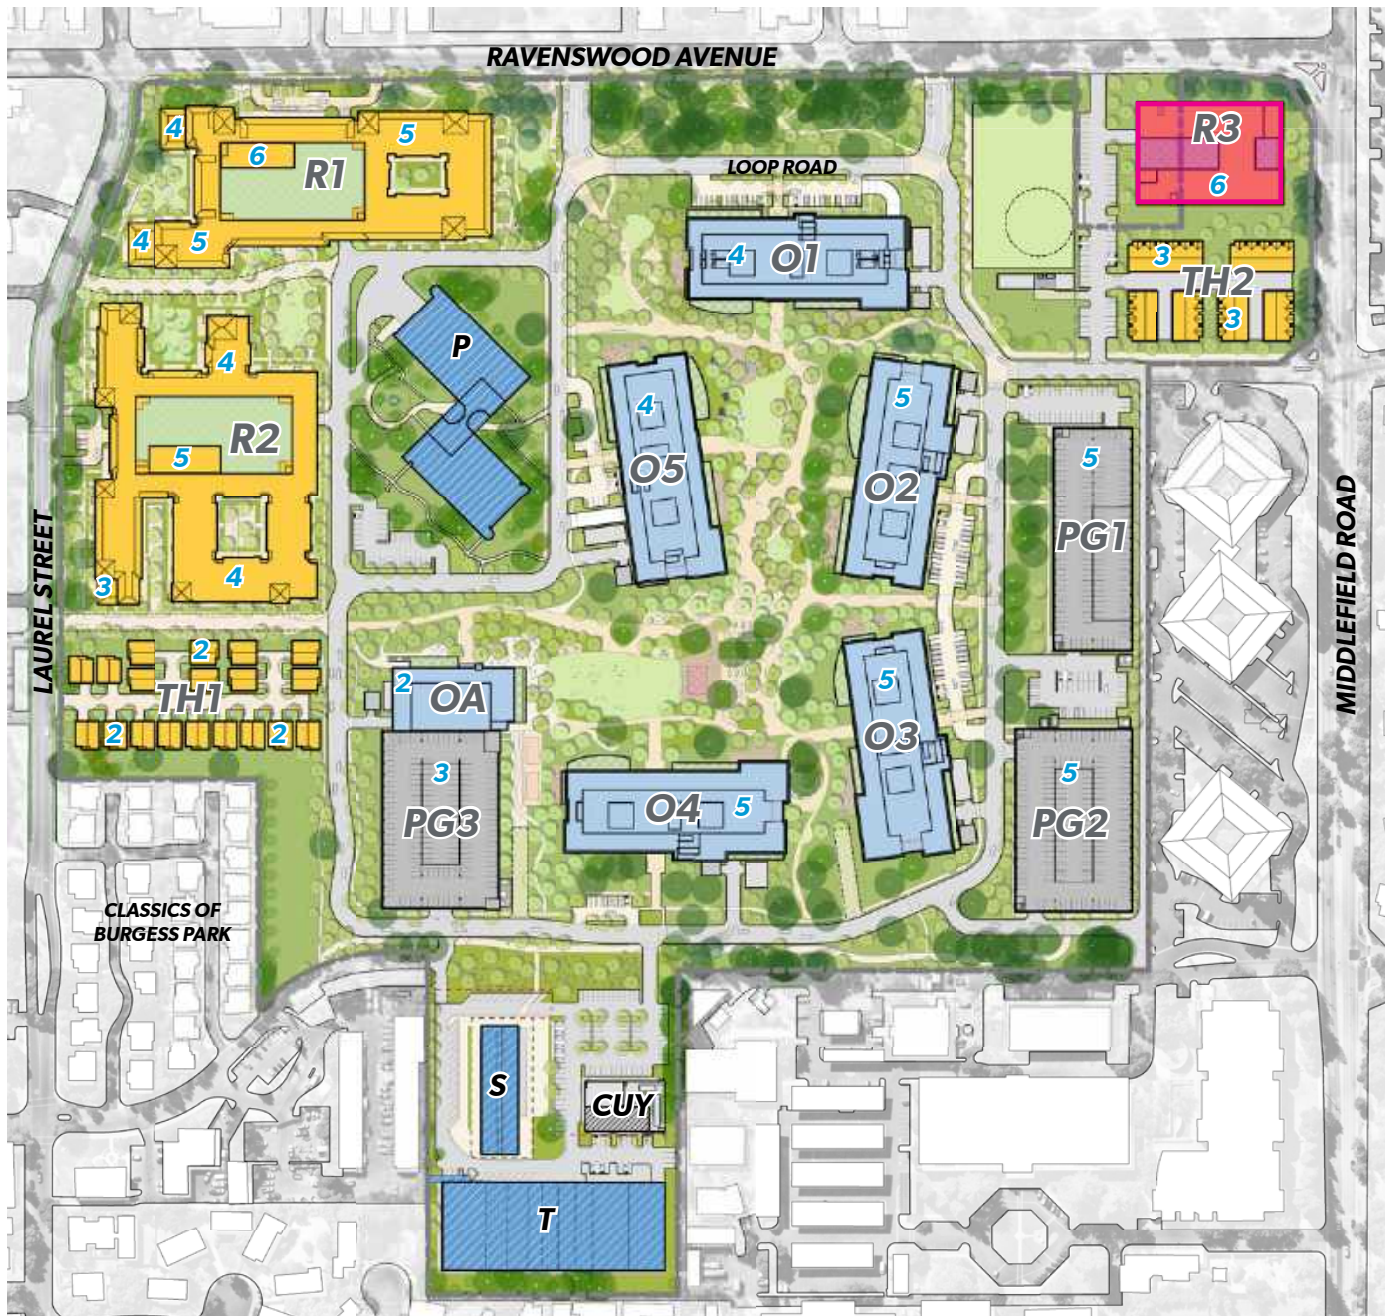 RAVENSWOOD AVENUE
LOOP ROAD
4
5
6
R1
4
5
R3
6
4
O1
3
TH2
3
P
4
R2
5
3
4
4
O5
5
O2
5
PG1
LAUREL STREET
MIDDLEFIELD ROAD
2
TH1
2
2
2
OA
3
PG3
5
O3
O4
5
5
PG2
CLASSICS OF
BURGESS PARK
S
CUY
T